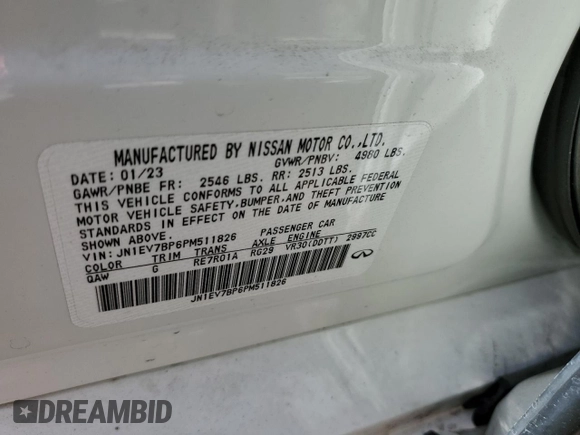 MANUFACTURED BY NISSAN MOTOR CO.,LTD.
DATE: 01/23 GVWR/PNBV: 4980 LBS.
GAWR/PNBE FR: 2546 LBS. RR: 2513 LBS.
THIS VEHICLE CONFORMS TO ALL APPLICABLE FEDERAL
MOTOR VEHICLE SAFETY,BUMPER,AND THEFT PREVENTION
STANDARDS IN EFFECT ON THE DATE OF MANUFACTURE
SHOWN ABOVE.
VIN: JN1EV7BP6PM511826 PASSENGER CAR
COLOR TRIM TRANS AXLE ENGINE
QAW G RE7R01A RG29 VR30(DDTT) 2997CC
JN1EV7BP6PM511826
DREAMBID